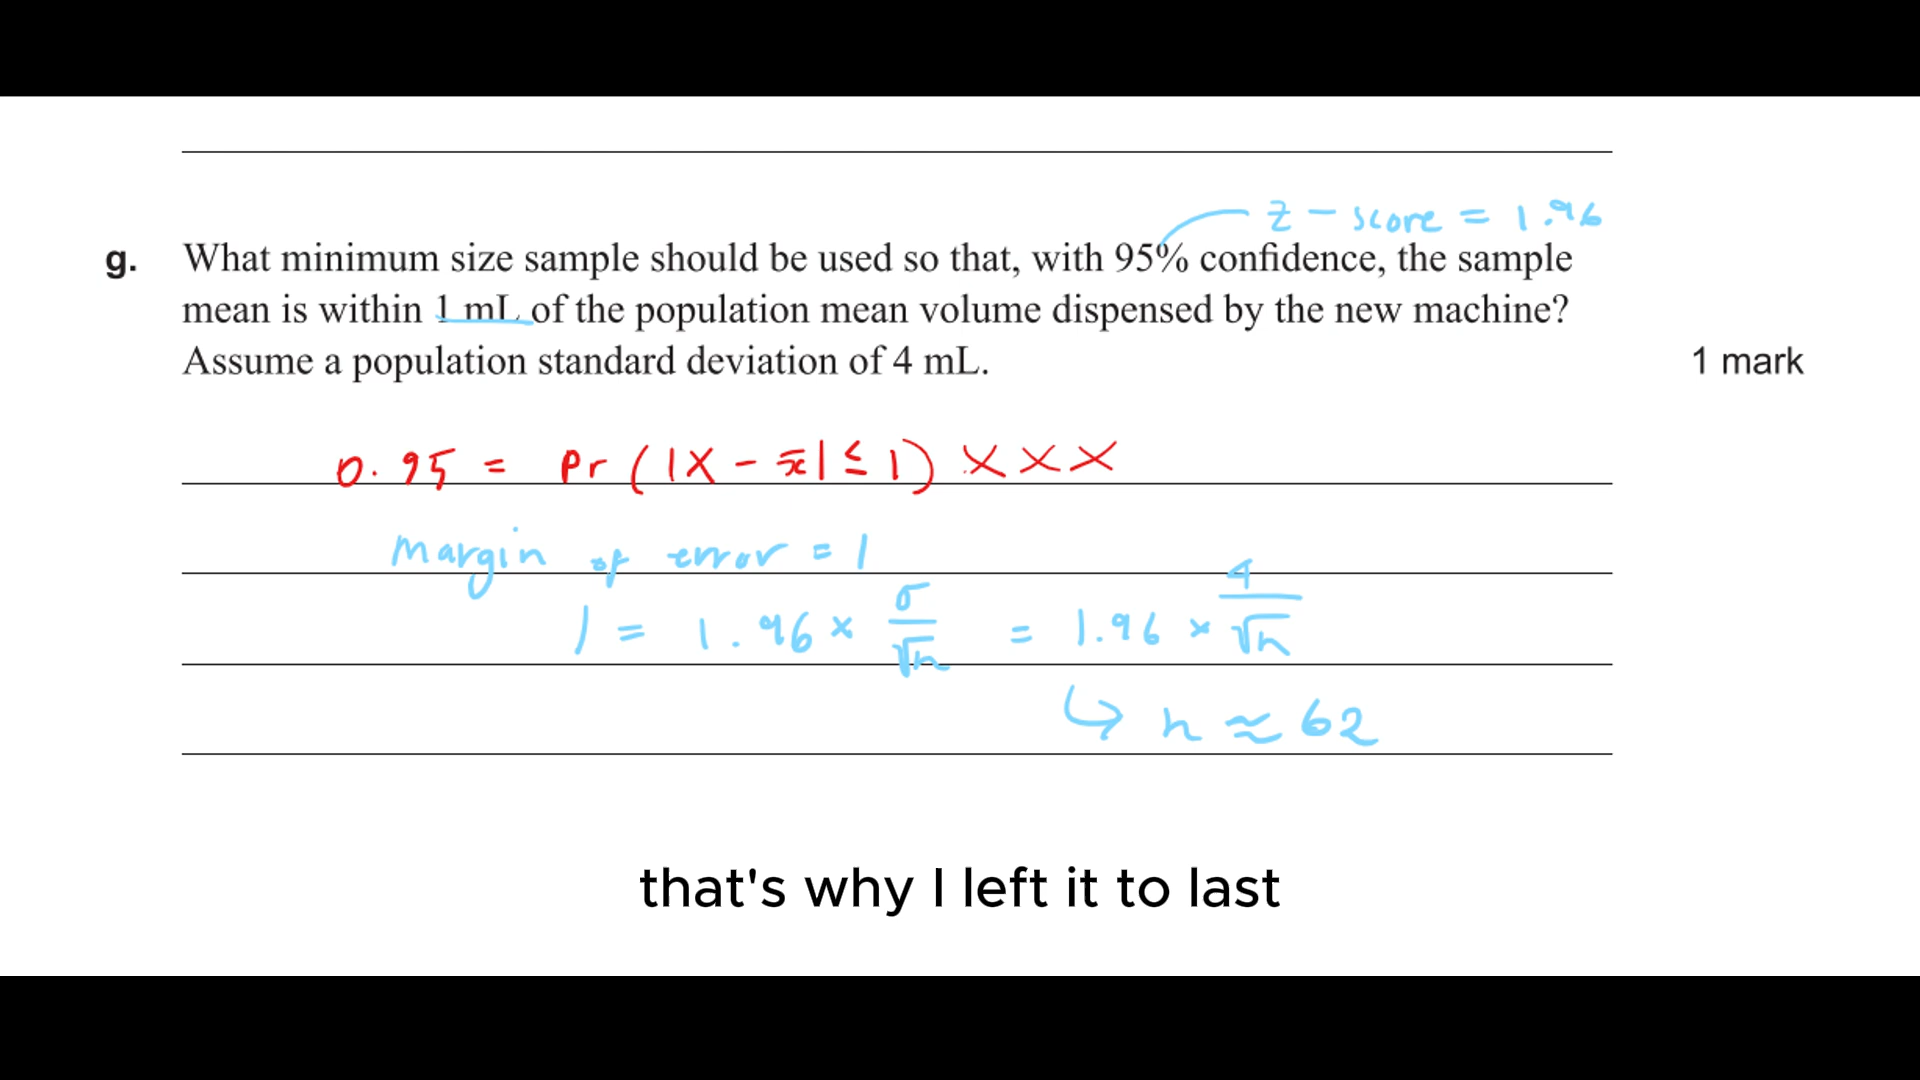 z - score = 1.96
g. What minimum size sample should be used so that, with 95% confidence, the sample
mean is within 1 mL of the population mean volume dispensed by the new machine?
Assume a population standard deviation of 4 mL. 1 mark
0.95 = Pr (|X - x̄| ≤ 1) X X X
margin of error = 1
1 = 1.96 × σ/√n = 1.96 × 4/√n
↪ n ≈ 62
that's why I left it to last